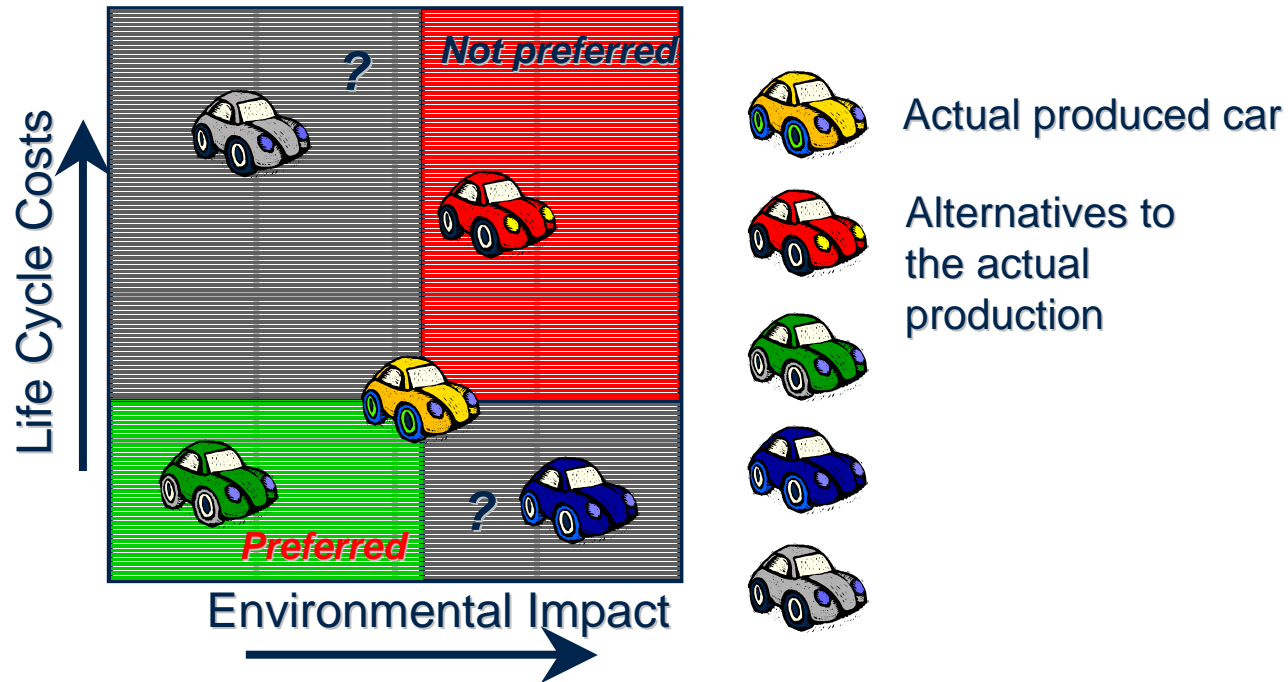 ?
Not preferred
Life Cycle Costs
Preferred
?
Environmental Impact
Actual produced car
Alternatives to
the actual
production